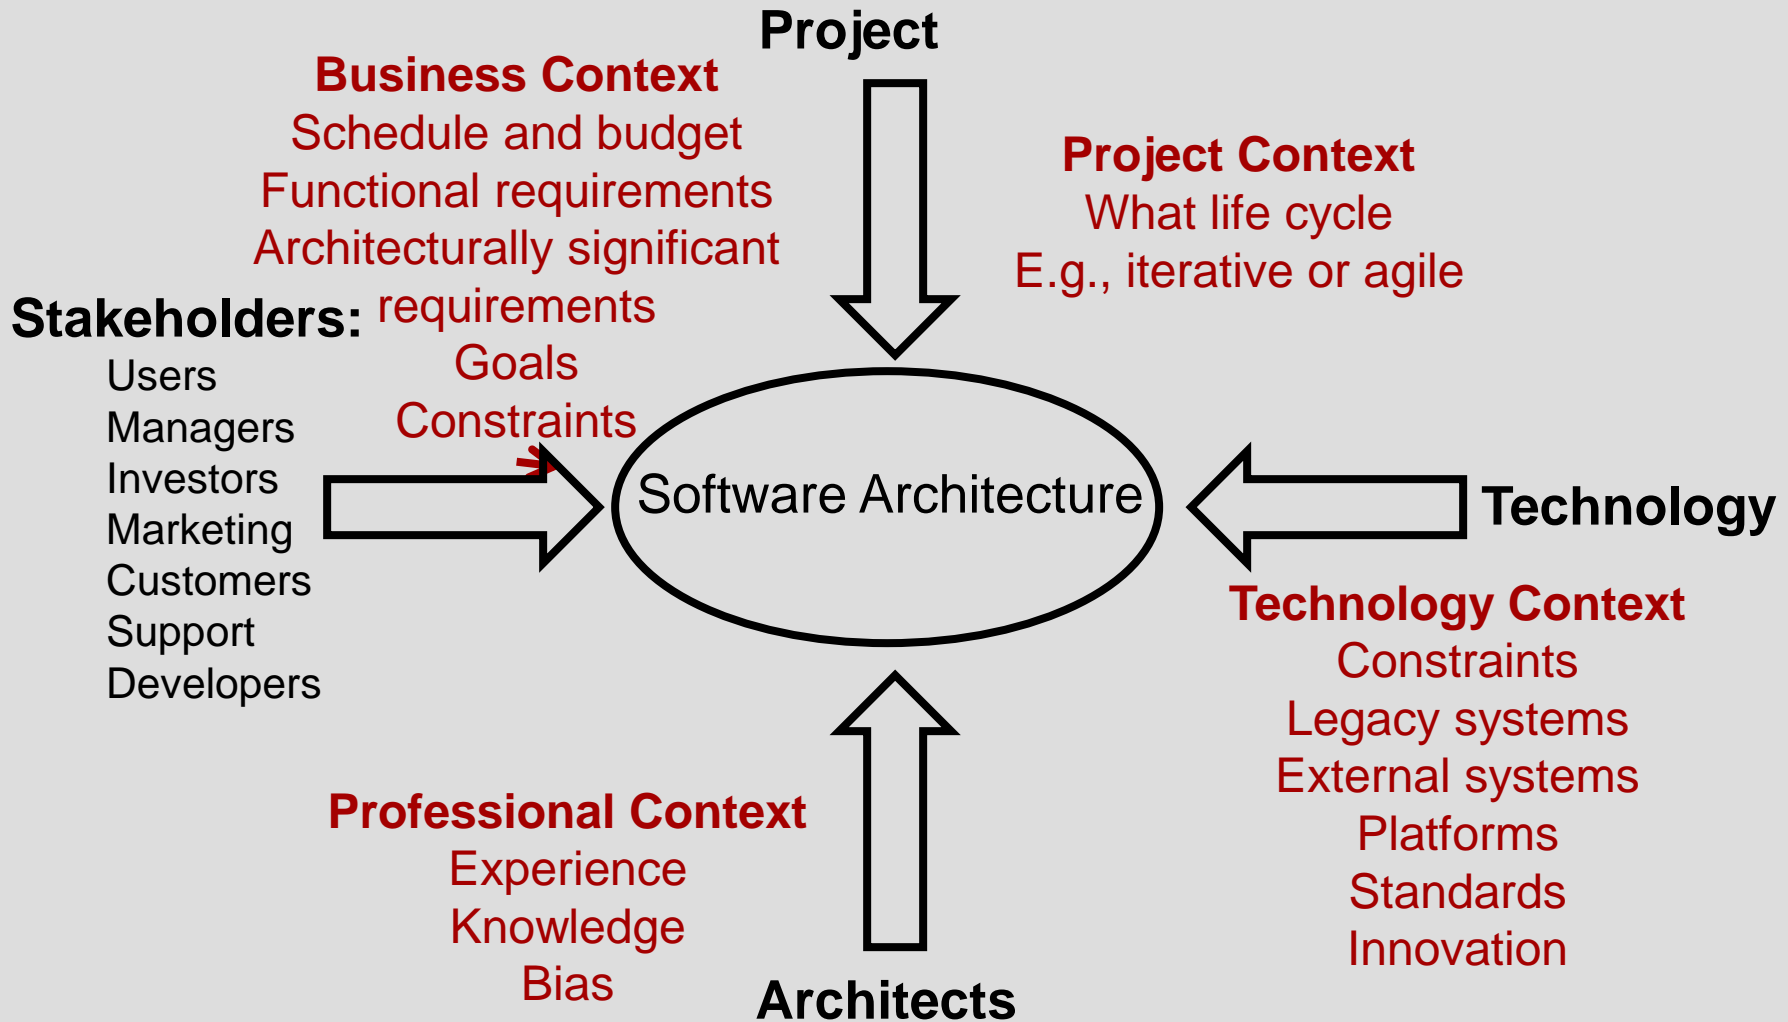 Project
Business Context
Schedule and budget
Functional requirements
Architecturally significant
requirements
Goals
Constraints
Project Context
What life cycle
E.g., iterative or agile
Stakeholders:
Users
Managers
Investors
Marketing
Customers
Support
Developers
Software Architecture
Technology
Technology Context
Constraints
Legacy systems
External systems
Platforms
Standards
Innovation
Professional Context
Experience
Knowledge
Bias
Architects